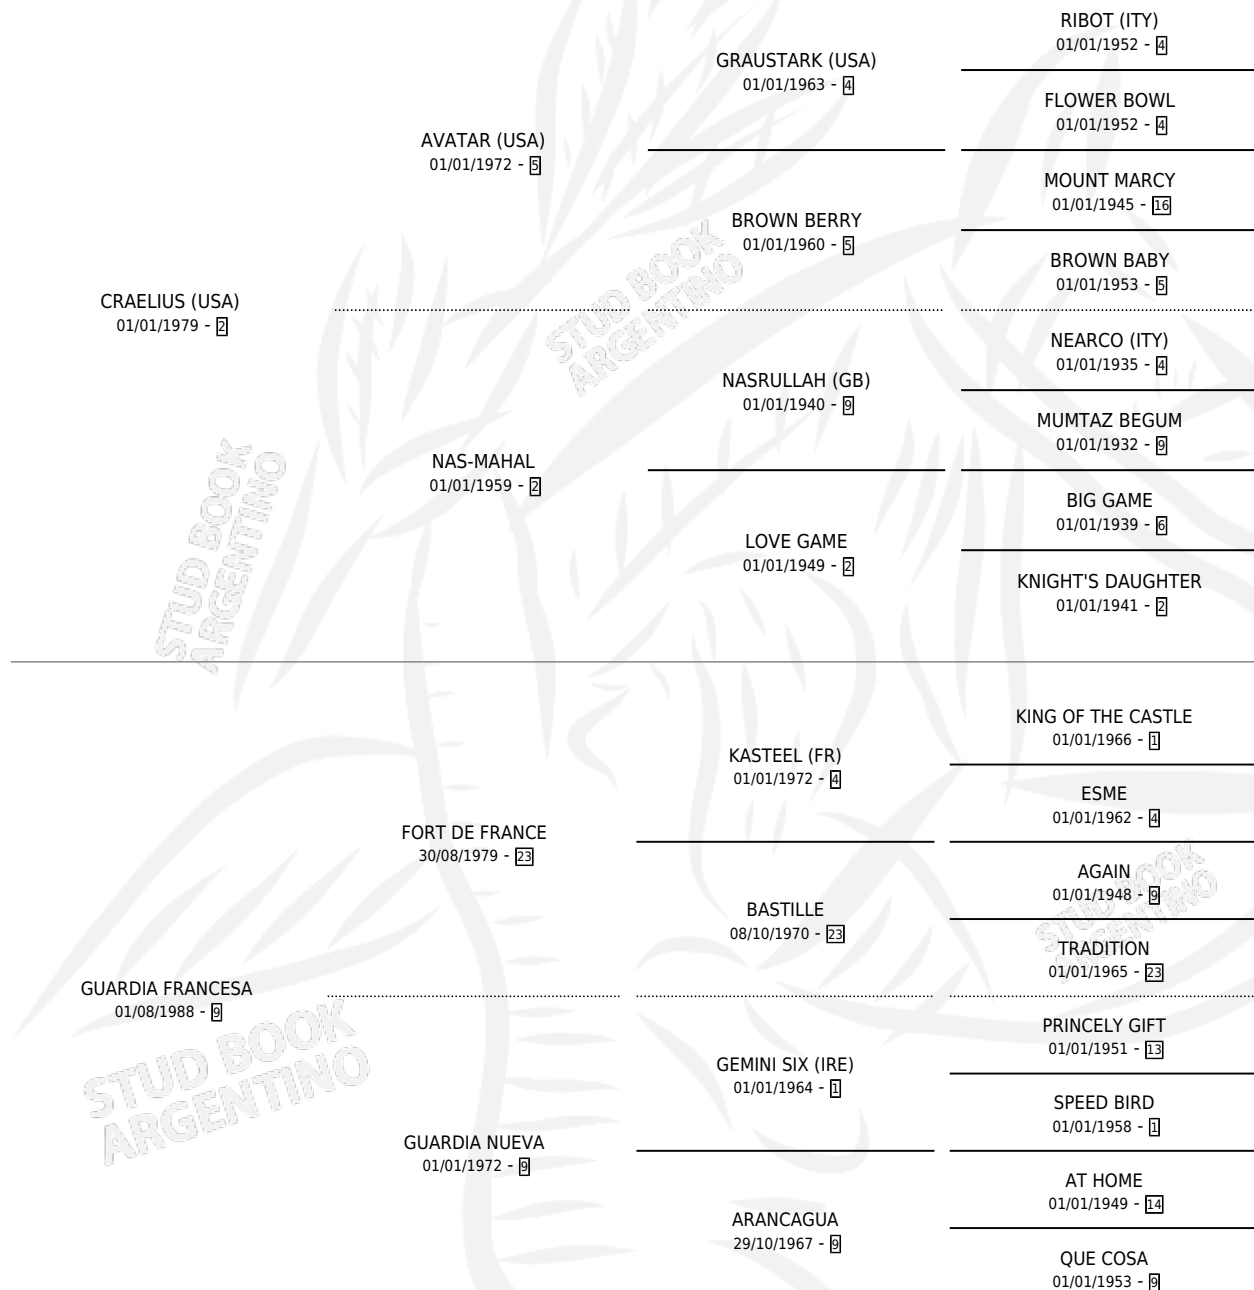 RIBOT (ITY)
01/01/1952 - 4
GRAUSTARK (USA)
01/01/1963 - 4
FLOWER BOWL
01/01/1952 - 4
AVATAR (USA)
01/01/1972 - 5
MOUNT MARCY
01/01/1945 - 16
BROWN BERRY
01/01/1960 - 5
BROWN BABY
01/01/1953 - 5
CRAELIUS (USA)
01/01/1979 - 2
NEARCO (ITY)
01/01/1935 - 4
NASRULLAH (GB)
01/01/1940 - 9
MUMTAZ BEGUM
01/01/1932 - 9
NAS-MAHAL
01/01/1959 - 2
BIG GAME
01/01/1939 - 6
LOVE GAME
01/01/1949 - 2
KNIGHT'S DAUGHTER
01/01/1941 - 2
KING OF THE CASTLE
01/01/1966 - 1
KASTEEL (FR)
01/01/1972 - 4
ESME
01/01/1962 - 4
FORT DE FRANCE
30/08/1979 - 23
AGAIN
01/01/1948 - 9
BASTILLE
08/10/1970 - 23
TRADITION
01/01/1965 - 23
GUARDIA FRANCESA
01/08/1988 - 9
PRINCELY GIFT
01/01/1951 - 13
GEMINI SIX (IRE)
01/01/1964 - 1
SPEED BIRD
01/01/1958 - 1
GUARDIA NUEVA
01/01/1972 - 9
AT HOME
01/01/1949 - 14
ARANCAGUA
29/10/1967 - 9
QUE COSA
01/01/1953 - 9
STUD BOOK
ARGENTINO
STUD BOOK
ARGENTINO
STUD BOOK
ARGENTINO
STUD BOOK
ARGENTINO